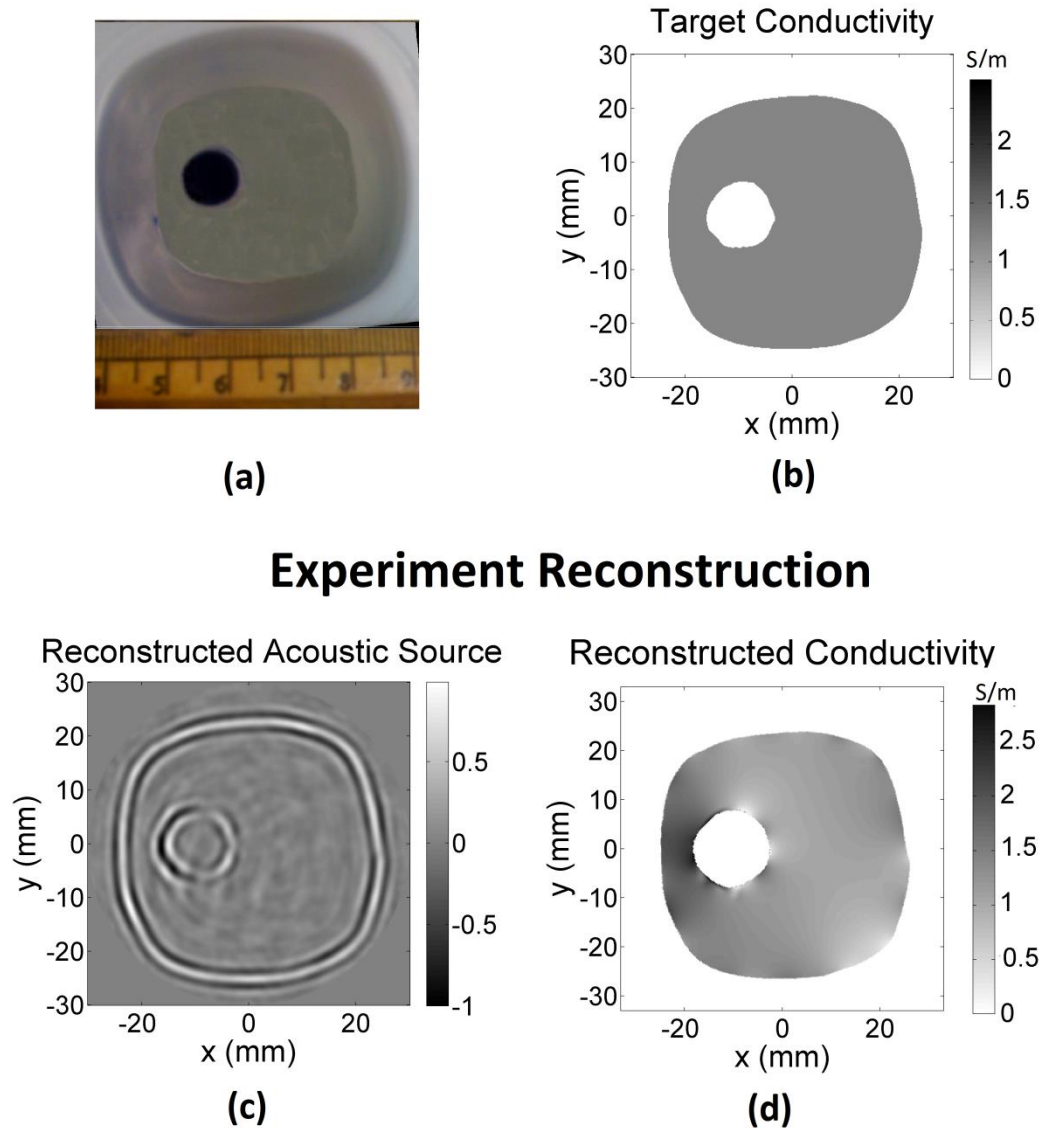 Target Conductivity
S/m
30
20
10
0
-10
-20
-30
y (mm)
-20 0 20
x (mm)
2
1.5
1
0.5
0
5 6 7 8 9
(a)
(b)
Experiment Reconstruction
Reconstructed Acoustic Source
30
20
10
0
-10
-20
-30
y (mm)
-20 0 20
x (mm)
0.5
0
-0.5
-1
(c)
Reconstructed Conductivity
S/m
30
20
10
0
-10
-20
-30
y (mm)
-20 0 20
x (mm)
2.5
2
1.5
1
0.5
0
(d)